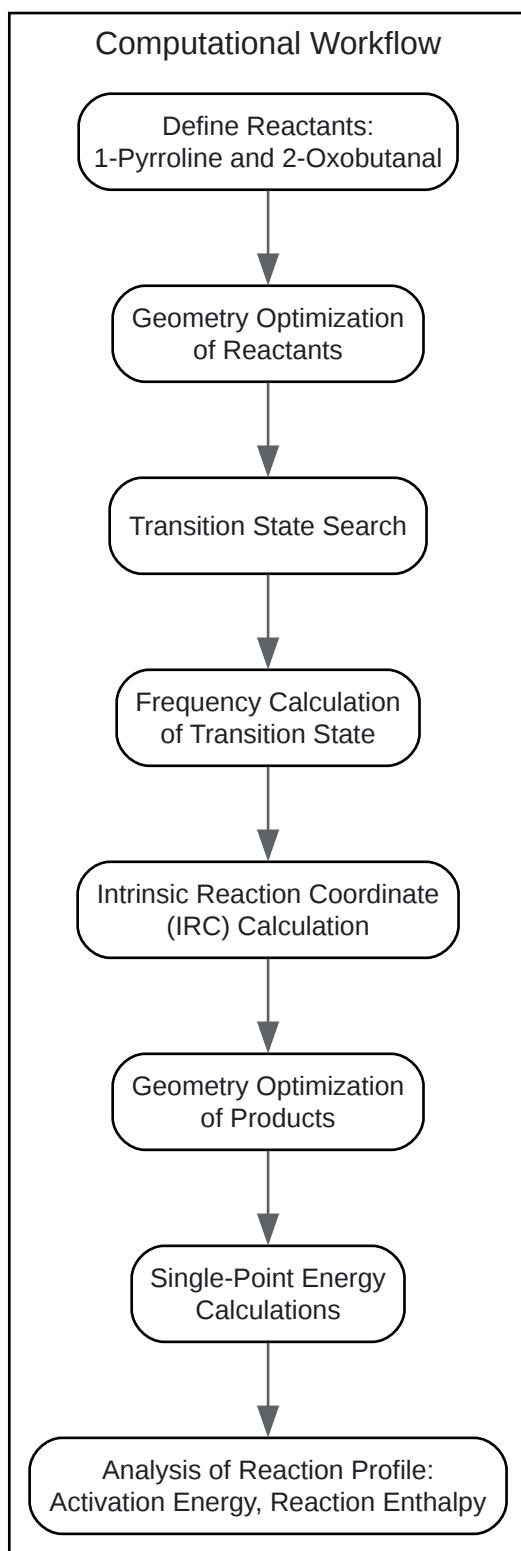 Computational Workflow
Define Reactants:
1-Pyrroline and 2-Oxobutanal
Geometry Optimization
of Reactants
Transition State Search
Frequency Calculation
of Transition State
Intrinsic Reaction Coordinate
(IRC) Calculation
Geometry Optimization
of Products
Single-Point Energy
Calculations
Analysis of Reaction Profile:
Activation Energy, Reaction Enthalpy